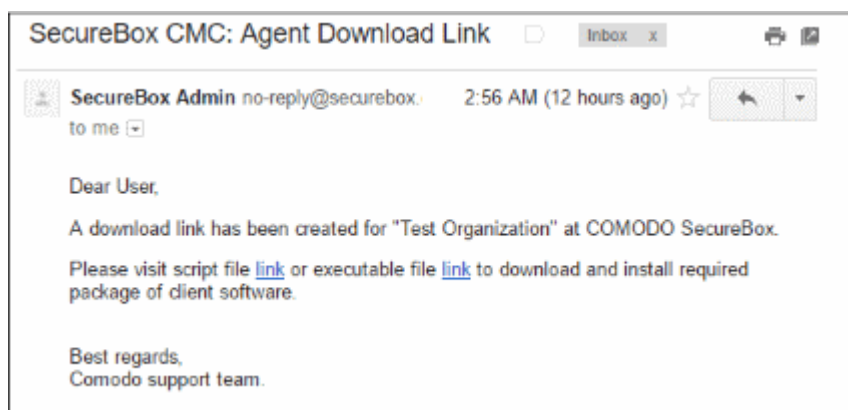 SecureBox CMC: Agent Download Link Inbox x
SecureBox Admin no-reply@securebox. 2:56 AM (12 hours ago)
to me
Dear User,
A download link has been created for "Test Organization" at COMODO SecureBox.
Please visit script file link or executable file link to download and install required
package of client software.
Best regards,
Comodo support team.